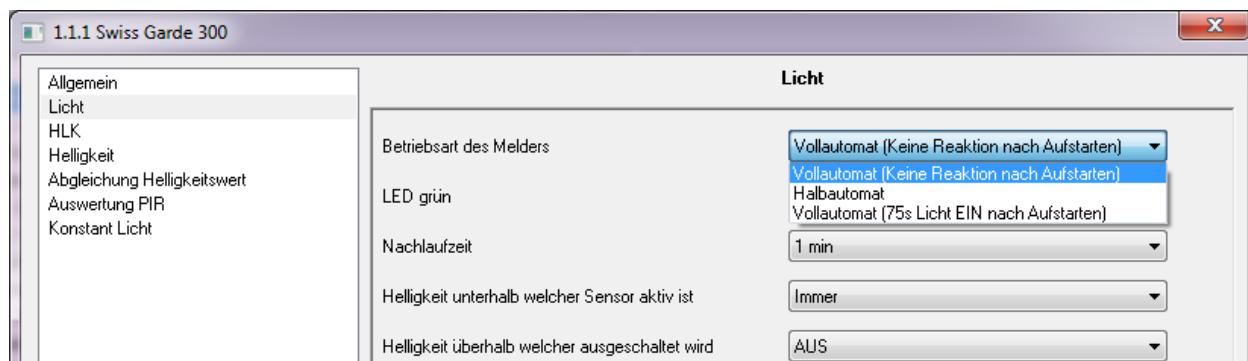 1.1.1 Swiss Garde 300
Allgemein
Licht
HLK
Helligkeit
Abgleichung Helligkeitswert
Auswertung PIR
Konstant Licht
Licht
Betriebsart des Melders
Vollautomat (Keine Reaktion nach Aufstarten)
Vollautomat (Keine Reaktion nach Aufstarten)
Halbautomat
Vollautomat (75s Licht EIN nach Aufstarten)
LED grün
Nachlaufzeit
1 min
Helligkeit unterhalb welcher Sensor aktiv ist
Immer
Helligkeit überhalb welcher ausgeschaltet wird
AUS